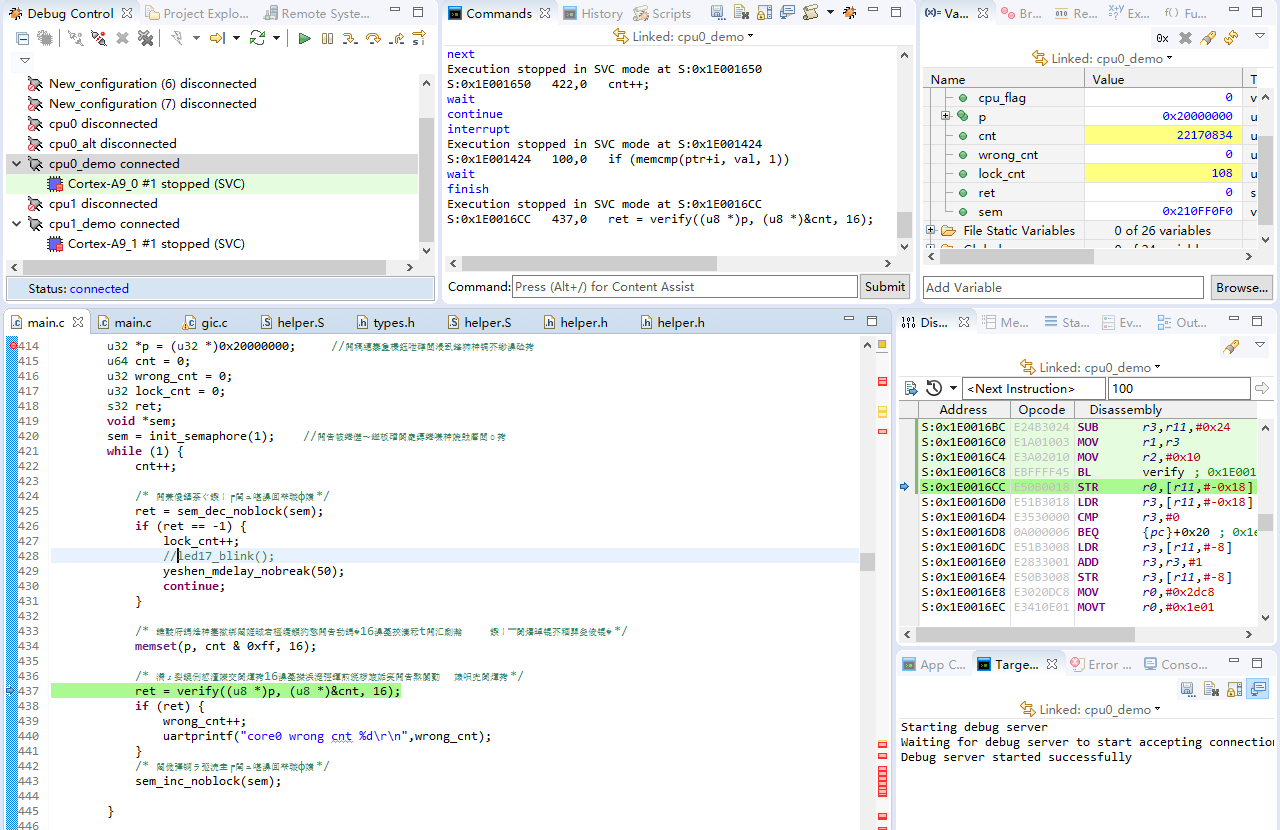 Debug Control
Project Explo...
Remote Syste...
New_configuration (6) disconnected
New_configuration (7) disconnected
cpu0 disconnected
cpu0_alt disconnected
cpu0_demo connected
Cortex-A9_0 #1 stopped (SVC)
cpu1 disconnected
cpu1_demo connected
Cortex-A9_1 #1 stopped (SVC)
Status: connected
Commands
History
Scripts
Linked: cpu0_demo
next
Execution stopped in SVC mode at S:0x1E001650
S:0x1E001650 422,0 cnt++;
wait
continue
interrupt
Execution stopped in SVC mode at S:0x1E001424
S:0x1E001424 100,0 if (memcmp(ptr+i, val, 1))
wait
finish
Execution stopped in SVC mode at S:0x1E0016CC
S:0x1E0016CC 437,0 ret = verify((u8 *)p, (u8 *)&cnt, 16);
Command: Press (Alt+/) for Content Assist Submit
Va...
Br...
Re...
Ex...
Fu...
Linked: cpu0_demo
Name Value T
cpu_flag 0 v
p 0x20000000 u
cnt 22170834 u
wrong_cnt 0 u
lock_cnt 108 u
ret 0 s
sem 0x210FF0F0 v
File Static Variables 0 of 26 variables
Add Variable Browse...
main.c
main.c
gic.c
helper.S
types.h
helper.S
helper.h
helper.h
414 u32 *p = (u32 *)0x20000000; //
415 u64 cnt = 0;
416 u32 wrong_cnt = 0;
417 u32 lock_cnt = 0;
418 s32 ret;
419 void *sem;
420 sem = init_semaphore(1); //
421 while (1) {
422 cnt++;
423
424 /* */
425 ret = sem_dec_noblock(sem);
426 if (ret == -1) {
427 lock_cnt++;
428 //led17_blink();
429 yeshen_mdelay_nobreak(50);
430 continue;
431 }
432
433 /* 16 */
434 memset(p, cnt & 0xff, 16);
435
436 /* 16 */
437 ret = verify((u8 *)p, (u8 *)&cnt, 16);
438 if (ret) {
439 wrong_cnt++;
440 uartprintf("core0 wrong cnt %d\r\n",wrong_cnt);
441 }
442 /* */
443 sem_inc_noblock(sem);
444
445 }
446
Dis...
Me...
Sta...
Ev...
Out...
Linked: cpu0_demo
<Next Instruction> 100
Address Opcode Disassembly
S:0x1E0016BC E24B3024 SUB r3,r11,#0x24
S:0x1E0016C0 E1A01003 MOV r1,r3
S:0x1E0016C4 E3A02010 MOV r2,#0x10
S:0x1E0016C8 EBFFFF45 BL verify ; 0x1E001
S:0x1E0016CC E50B0018 STR r0,[r11,#-0x18]
S:0x1E0016D0 E51B3018 LDR r3,[r11,#-0x18]
S:0x1E0016D4 E3530000 CMP r3,#0
S:0x1E0016D8 0A000006 BEQ {pc}+0x20 ; 0x1e
S:0x1E0016DC E51B3008 LDR r3,[r11,#-8]
S:0x1E0016E0 E2833001 ADD r3,r3,#1
S:0x1E0016E4 E50B3008 STR r3,[r11,#-8]
S:0x1E0016E8 E3020DC8 MOV r0,#0x2dc8
S:0x1E0016EC E3410E01 MOVT r0,#0x1e01
App C...
Targe...
Error ...
Conso...
Linked: cpu0_demo
Starting debug server
Waiting for debug server to start accepting connection
Debug server started successfully